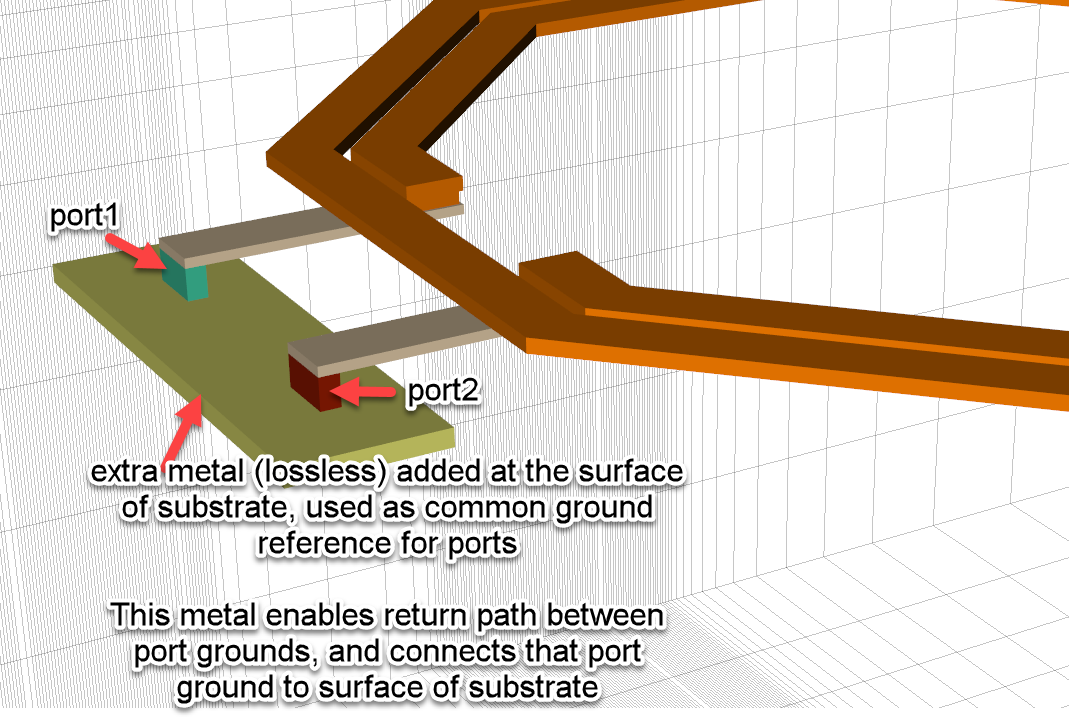 port1
port2
extra metal (lossless) added at the surface
of substrate, used as common ground
reference for ports
This metal enables return path between
port grounds, and connects that port
ground to surface of substrate